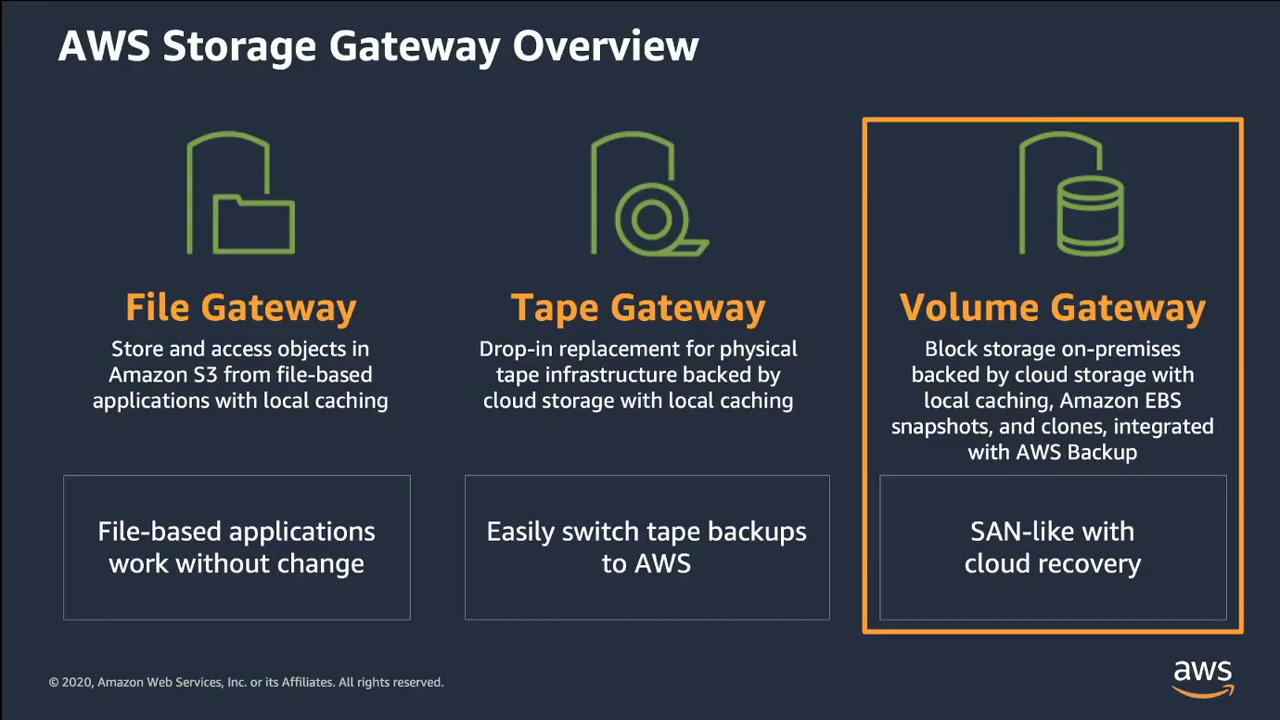 AWS Storage Gateway Overview
File Gateway
Store and access objects in
Amazon S3 from file-based
applications with local caching
File-based applications
work without change
Tape Gateway
Drop-in replacement for physical
tape infrastructure backed by
cloud storage with local caching
Easily switch tape backups
to AWS
Volume Gateway
Block storage on-premises
backed by cloud storage with
local caching, Amazon EBS
snapshots, and clones, integrated
with AWS Backup
SAN-like with
cloud recovery
© 2020, Amazon Web Services, Inc. or its Affiliates. All rights reserved.
aws